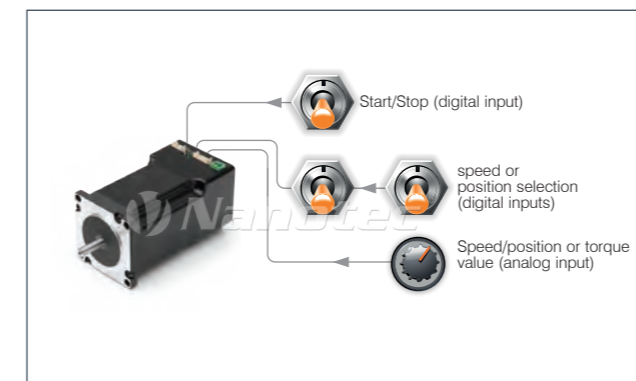 Start/Stop (digital input)
speed or
position selection
(digital inputs)
Nanotec
Speed/position or torque
value (analog input)